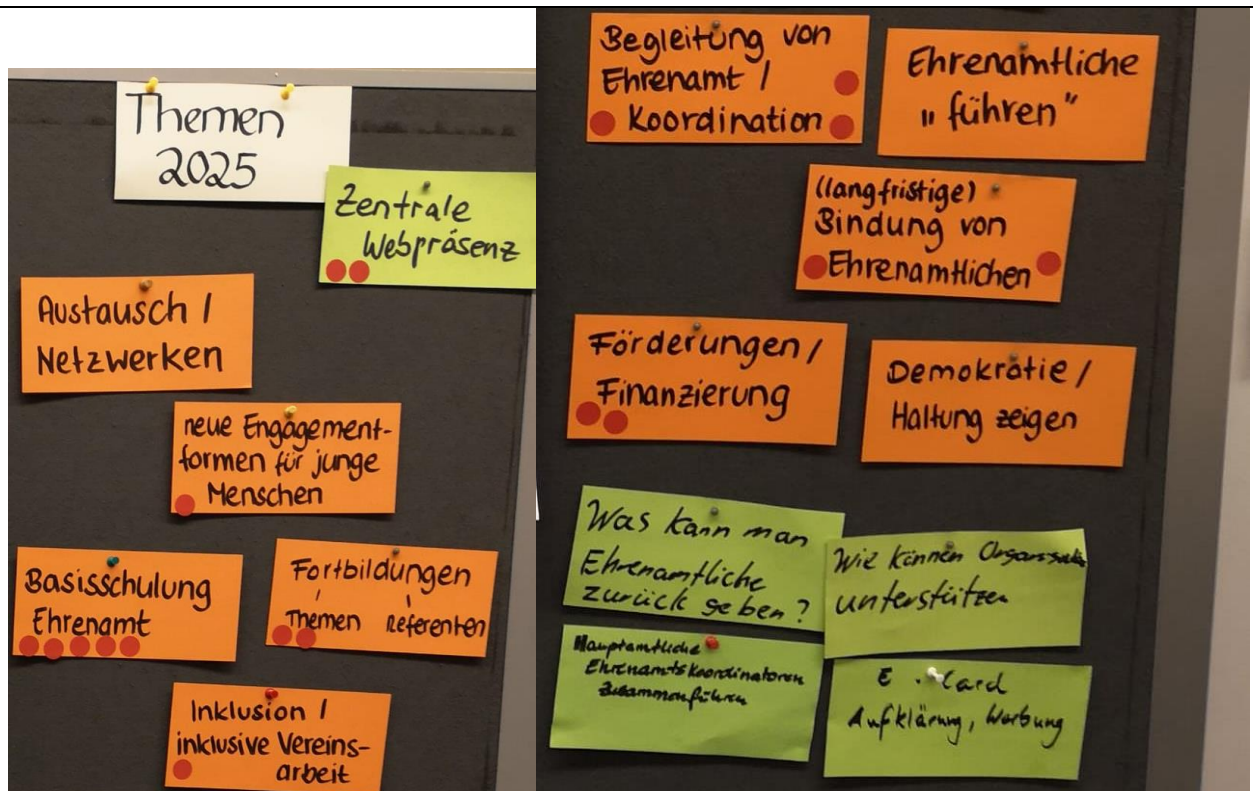 Themen
2025
Zentrale
Webpräsenz
Austausch /
Netzwerken
neue Engagement-
formen für junge
Menschen
Basisschulung
Ehrenamt
Fortbildungen
Themen Referenten
Inklusion /
inklusive Vereins-
arbeit
Begleitung von
Ehrenamt /
Koordination
Ehrenamtliche
„führen“
(langfristige)
Bindung von
Ehrenamtlichen
Förderungen /
Finanzierung
Demokratie /
Haltung zeigen
Was kann man
Ehrenamtliche
zurück geben?
Wie können
unterstützen
Hauptamtliche
Ehrenamtskoordinatoren
zusammenführen
E. Card
Aufklärung, Werbung